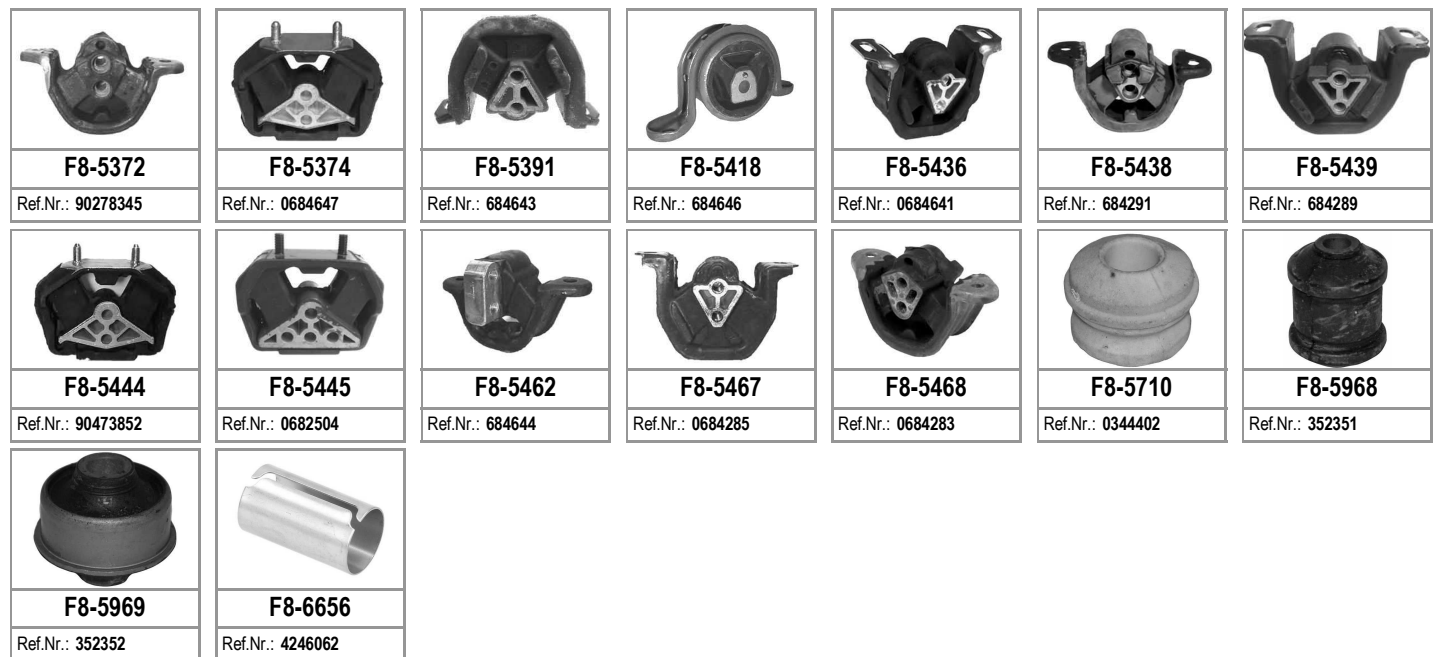 F8-5372
Ref.Nr.: 90278345
F8-5374
Ref.Nr.: 0684647
F8-5391
Ref.Nr.: 684643
F8-5418
Ref.Nr.: 684646
F8-5436
Ref.Nr.: 0684641
F8-5438
Ref.Nr.: 684291
F8-5439
Ref.Nr.: 684289
F8-5444
Ref.Nr.: 90473852
F8-5445
Ref.Nr.: 0682504
F8-5462
Ref.Nr.: 684644
F8-5467
Ref.Nr.: 0684285
F8-5468
Ref.Nr.: 0684283
F8-5710
Ref.Nr.: 0344402
F8-5968
Ref.Nr.: 352351
F8-5969
Ref.Nr.: 352352
F8-6656
Ref.Nr.: 4246062